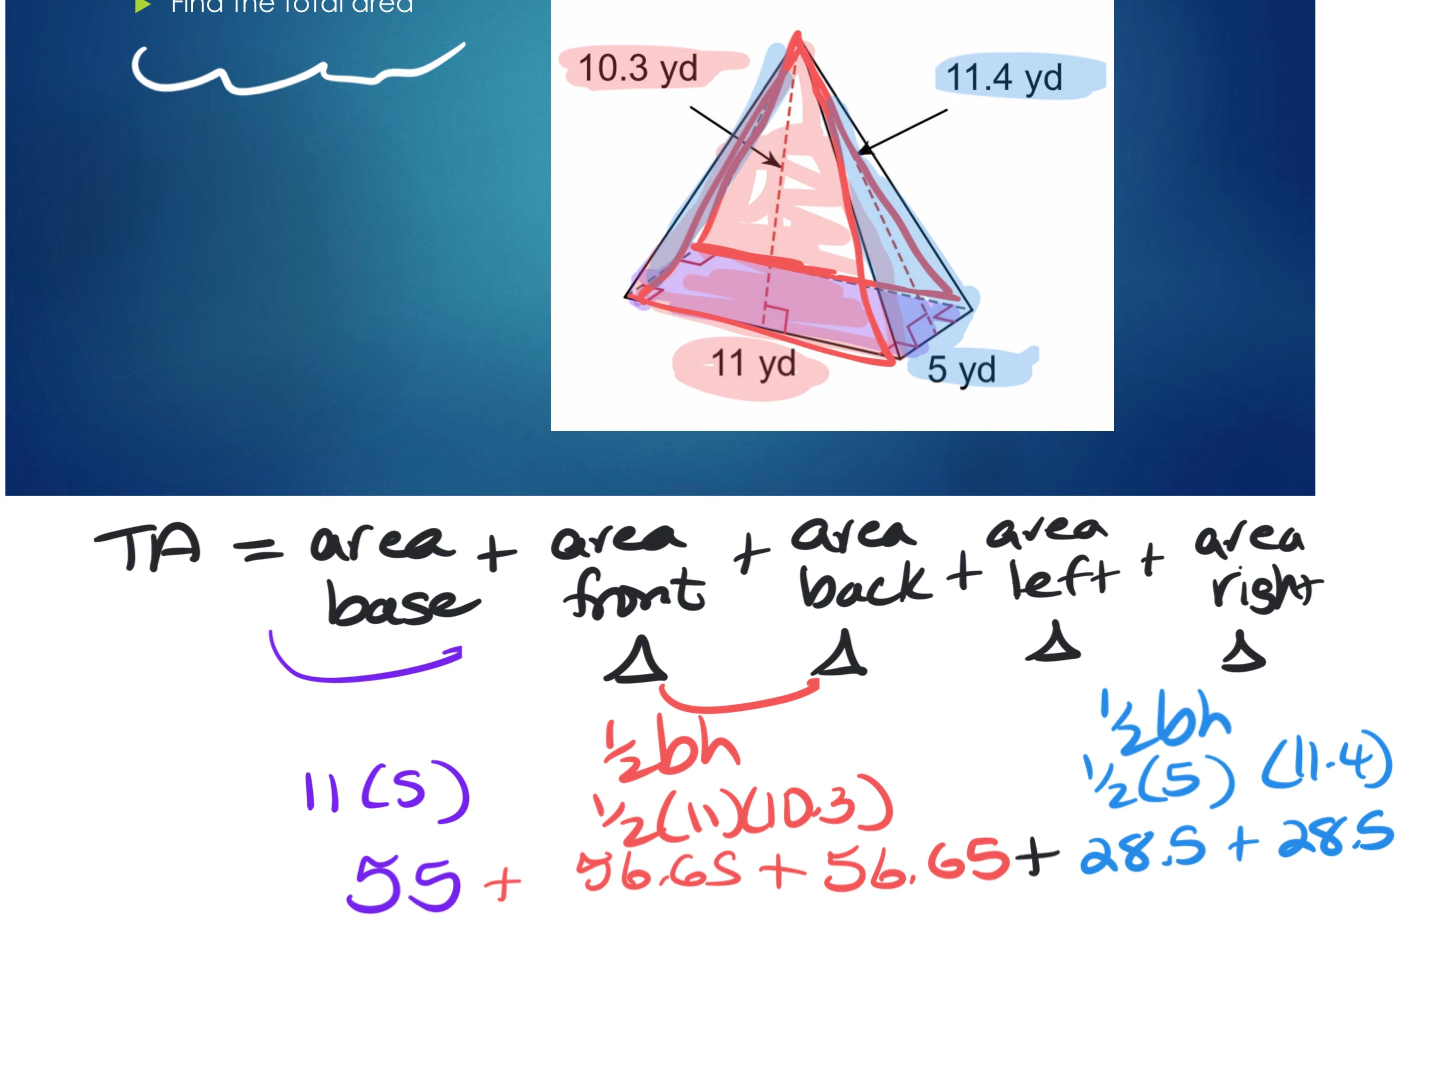 Find the total area
10.3 yd
11.4 yd
11 yd
5 yd
TA = area base + area front Δ + area back Δ + area left Δ + area right Δ
11(5)
½bh
½(11)(10.3)
½bh
½(5) (11.4)
55 + 56.65 + 56.65 + 28.5 + 28.5